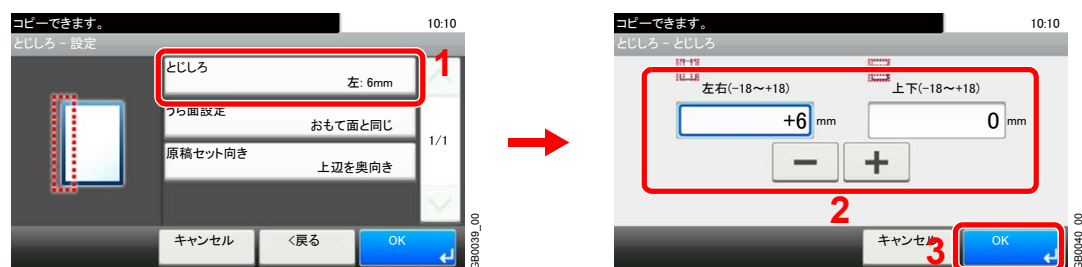 コピーできます。
10:10
とじしろ - 設定
1
とじしろ
左: 6mm
うら面設定
おもて面と同じ
1/1
原稿セット向き
上辺を奥向き
キャンセル
<戻る
OK
GB0039_00
コピーできます。
10:10
とじしろ - とじしろ
左右(-18～+18)
上下(-18～+18)
+6 mm
0 mm
2
キャンセル
3
OK
GB0040_00